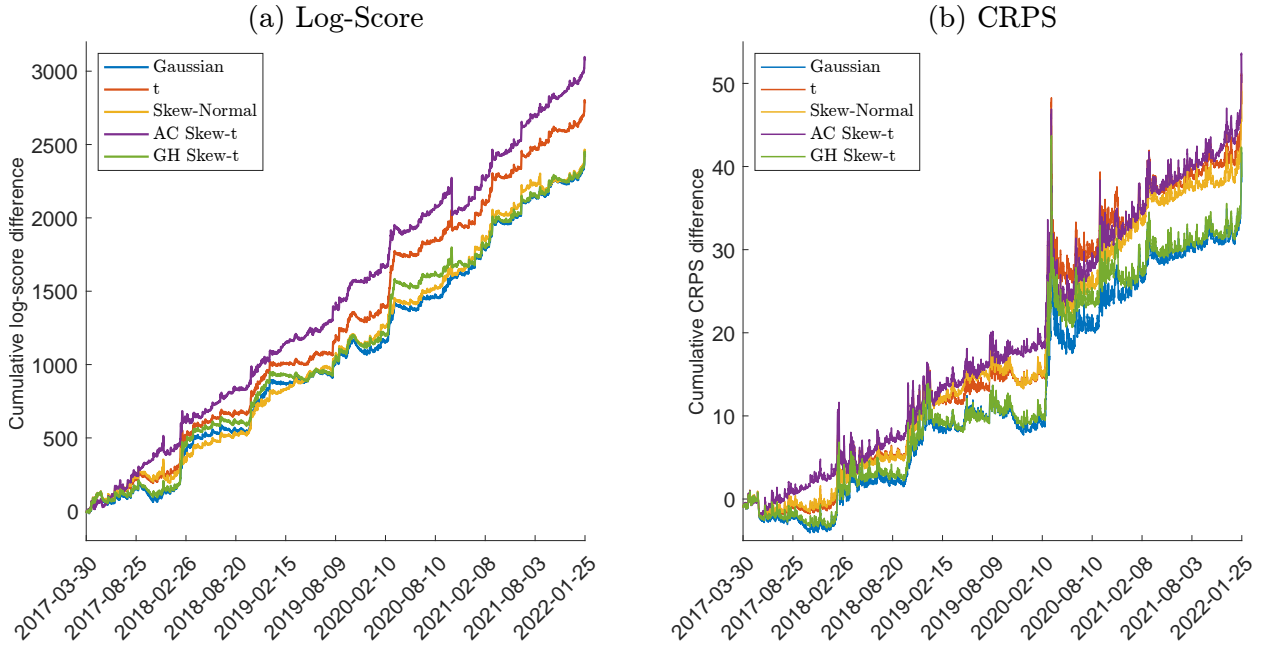 (a) Log-Score
Cumulative log-score difference
3000
2500
2000
1500
1000
500
0
Gaussian
t
Skew-Normal
AC Skew-t
GH Skew-t
2017-03-30
2017-08-25
2018-02-26
2018-08-20
2019-02-15
2019-08-09
2020-02-10
2020-08-10
2021-02-08
2021-08-03
2022-01-25
(b) CRPS
Cumulative CRPS difference
50
40
30
20
10
0
Gaussian
t
Skew-Normal
AC Skew-t
GH Skew-t
2017-03-30
2017-08-25
2018-02-26
2018-08-20
2019-02-15
2019-08-09
2020-02-10
2020-08-10
2021-02-08
2021-08-03
2022-01-25